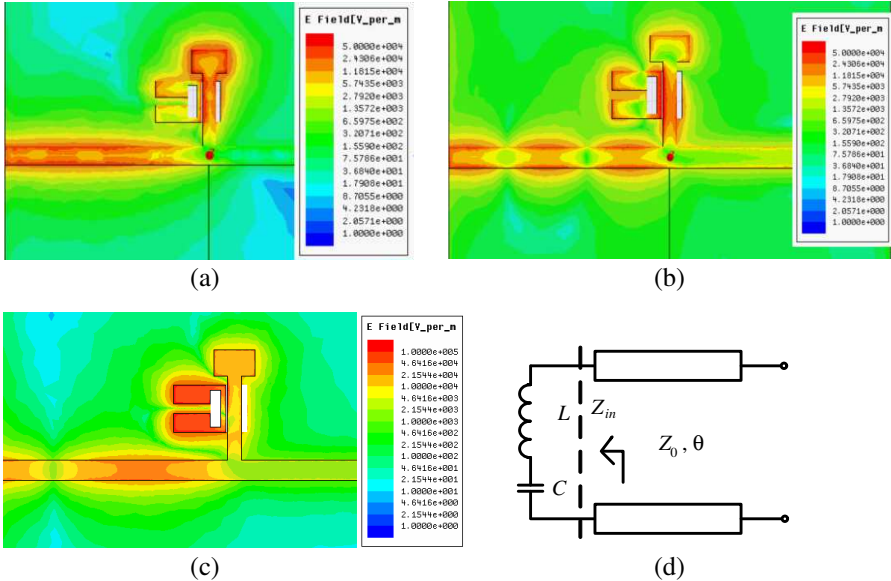 E Field[V_per_m
5.0000e+004
2.4306e+004
1.1815e+004
5.7435e+003
2.7920e+003
1.3572e+003
6.5975e+002
3.2071e+002
1.5590e+002
7.5786e+001
3.6840e+001
1.7908e+001
8.7055e+000
4.2318e+000
2.0571e+000
1.0000e+000
(a)
E Field[V_per_m
5.0000e+004
2.4306e+004
1.1815e+004
5.7435e+003
2.7920e+003
1.3572e+003
6.5975e+002
3.2071e+002
1.5590e+002
7.5786e+001
3.6840e+001
1.7908e+001
8.7055e+000
4.2318e+000
2.0571e+000
1.0000e+000
(b)
E Field[V_per_m
1.0000e+005
4.6416e+004
2.1544e+004
1.0000e+004
4.6416e+003
2.1544e+003
1.0000e+003
4.6416e+002
2.1544e+002
1.0000e+002
4.6416e+001
2.1544e+001
1.0000e+001
4.6416e+000
2.1544e+000
1.0000e+000
(c)
L
Z_in
Z_0 , θ
C
(d)